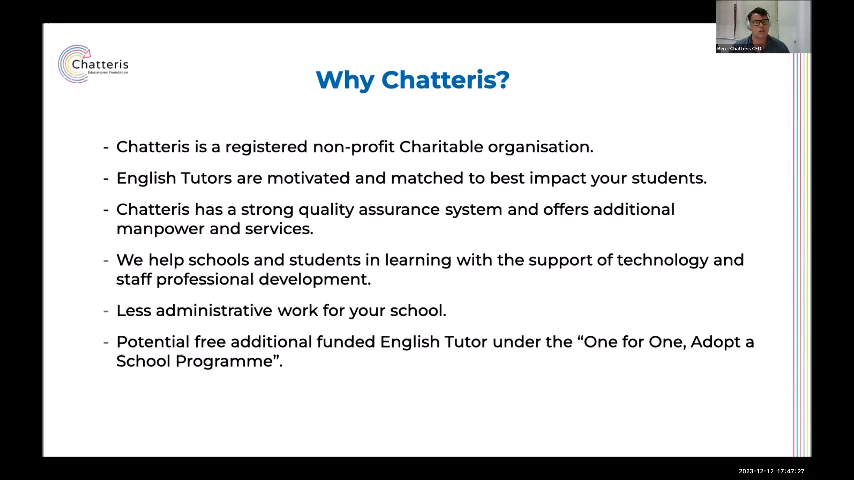 Chatteris
Educational Foundation
Why Chatteris?
- Chatteris is a registered non-profit Charitable organisation.
- English Tutors are motivated and matched to best impact your students.
- Chatteris has a strong quality assurance system and offers additional
manpower and services.
- We help schools and students in learning with the support of technology and
staff professional development.
- Less administrative work for your school.
- Potential free additional funded English Tutor under the “One for One, Adopt a
School Programme”.
2023-12-12 17:47:27